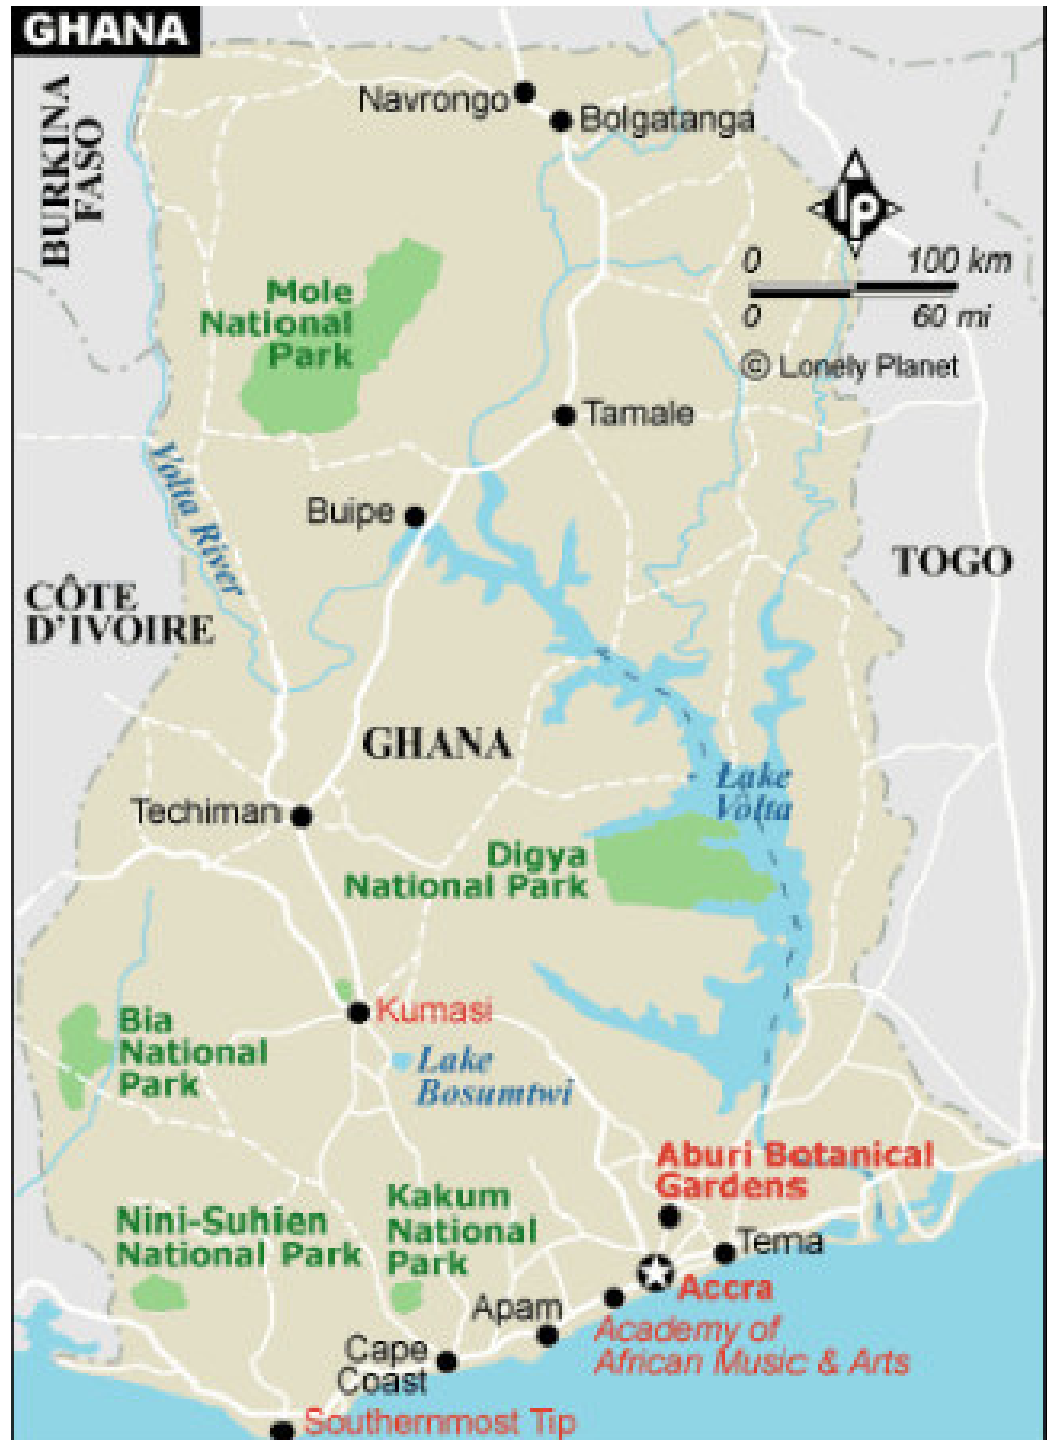 GHANA
BURKINA
FASO
Navrongo
Bolgatanga
lp
0 100 km
0 60 mi
© Lonely Planet
Mole
National
Park
Tamale
Volta River
Buipe
TOGO
CÔTE
D'IVOIRE
GHANA
Lake
Volta
Techiman
Digya
National Park
Kumasi
Bia
National
Park
Lake
Bosumtwi
Aburi Botanical
Gardens
Kakum
National
Park
Nini-Suhien
National Park
Tema
Accra
Apam
Academy of
African Music & Arts
Cape
Coast
Southernmost Tip